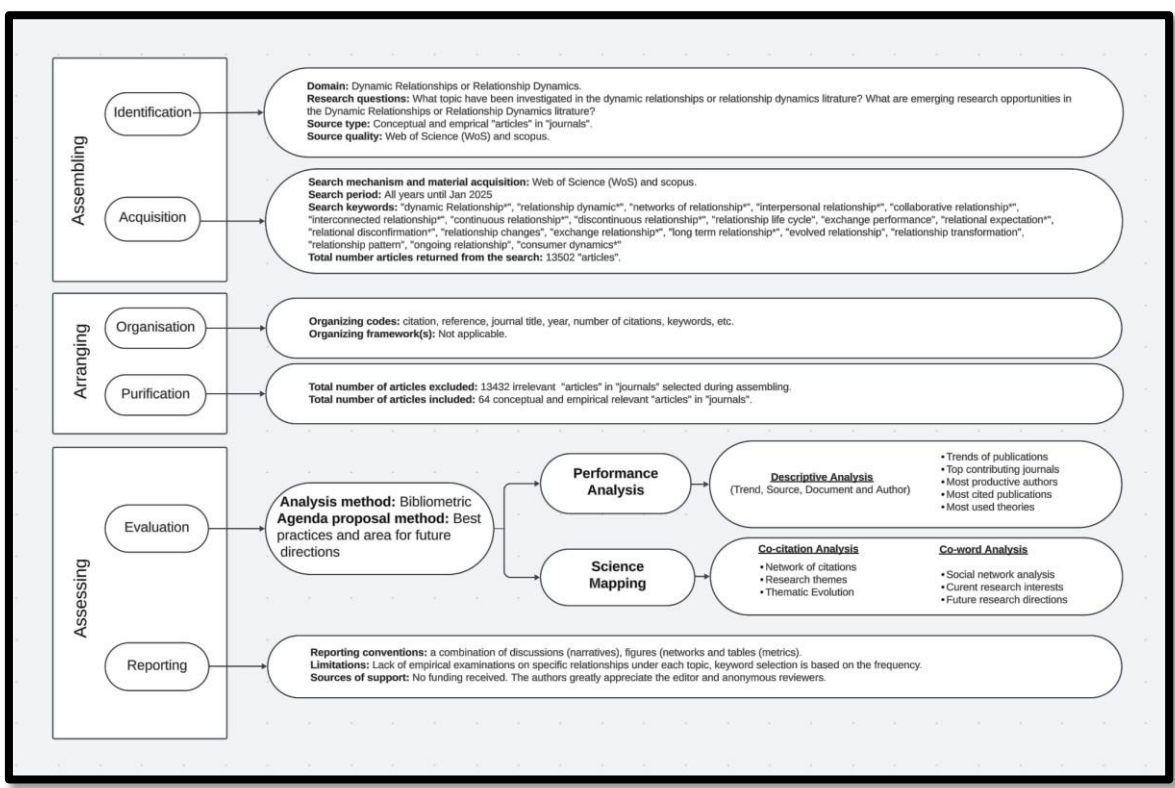 Assembling
Identification
Domain: Dynamic Relationships or Relationship Dynamics.
Research questions: What topic have been investigated in the dynamic relationships or relationship dynamics litrature? What are emerging research opportunities in
the Dynamic Relationships or Relationship Dynamics litrature?
Source type: Conceptual and emprical "articles" in "journals".
Source quality: Web of Science (WoS) and scopus.
Acquisition
Search mechanism and material acquisition: Web of Science (WoS) and scopus.
Search period: All years until Jan 2025
Search keywords: "dynamic Relationship*", "relationship dynamic*", "networks of relationship*", "interpersonal relationship*", "collaborative relationship*",
"interconnected relationship*", "continuous relationship*", "discontinuous relationship*", "relationship life cycle", "exchange performance", "relational expectation*",
"relational disconfirmation*", "relationship changes", "exchange relationship*", "long term relationship*", "evolved relationship", "relationship transformation",
"relationship pattern", "ongoing relationship", "consumer dynamics*"
Total number articles returned from the search: 13502 "articles".
Arranging
Organisation
Organizing codes: citation, reference, journal title, year, number of citations, keywords, etc.
Organizing framework(s): Not applicable.
Purification
Total number of articles excluded: 13432 irrelevant "articles" in "journals" selected during assembling.
Total number of articles included: 64 conceptual and empirical relevant "articles" in "journals".
Assessing
Evaluation
Analysis method: Bibliometric
Agenda proposal method: Best
practices and area for future
directions
Performance
Analysis
Descriptive Analysis
(Trend, Source, Document and Author)
• Trends of publications
• Top contributing journals
• Most productive authors
• Most cited publications
• Most used theories
Science
Mapping
Co-citation Analysis
• Network of citations
• Research themes
• Thematic Evolution
Co-word Analysis
• Social network analysis
• Curent research interests
• Future research directions
Reporting
Reporting conventions: a combination of discussions (narratives), figures (networks and tables (metrics).
Limitations: Lack of empirical examinations on specific relationships under each topic, keyword selection is based on the frequency.
Sources of support: No funding received. The authors greatly appreciate the editor and anonymous reviewers.